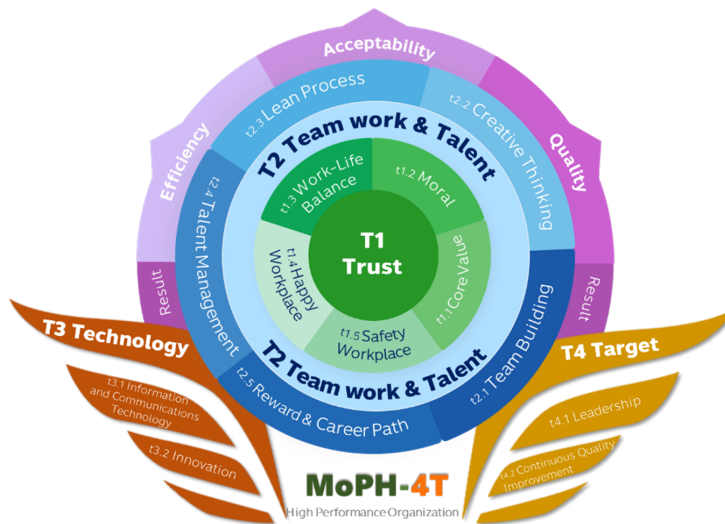 Acceptability
Efficiency
Quality
Result
Result
t2.3 Lean Process
t2.2 Creative Thinking
t2.4 Talent Management
t2.1 Team Building
t2.5 Reward & Career Path
T2 Team work & Talent
T2 Team work & Talent
t1.3 Work-Life
Balance
t1.2 Moral
t1.4 Happy
Workplace
t1.1 Core Value
t1.5 Safety
Workplace
T1
Trust
T3 Technology
t3.1 Information
and Communications
Technology
t3.2 Innovation
T4 Target
t4.1 Leadership
t4.2 Continuous Quality
Improvement
MoPH-4T
High Performance Organization